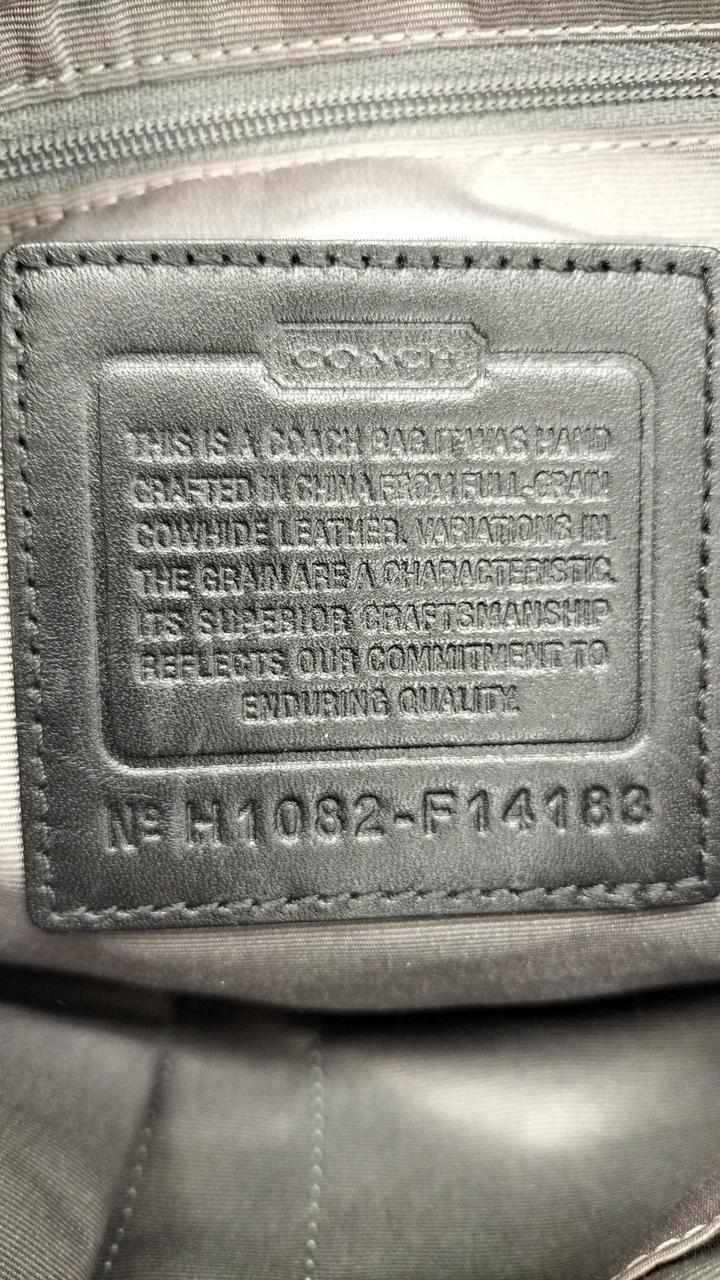 COACH
THIS IS A COACH BAG. IT WAS HAND
CRAFTED IN CHINA FROM FULL-GRAIN
COWHIDE LEATHER. VARIATIONS IN
THE GRAIN ARE A CHARACTERISTIC.
ITS SUPERIOR CRAFTSMANSHIP
REFLECTS OUR COMMITMENT TO
ENDURING QUALITY.
Nº H1082-F14183